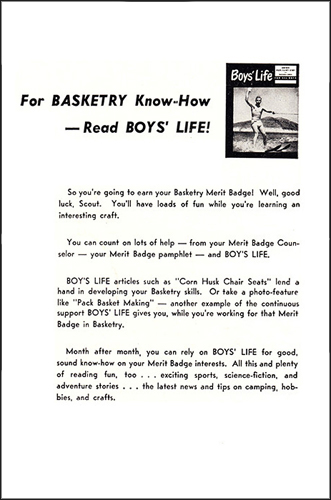 Boys' Life
For BASKETRY Know-How
— Read BOYS' LIFE!
So you're going to earn your Basketry Merit Badge! Well, good
luck, Scout. You'll have loads of fun while you're learning an
interesting craft.
You can count on lots of help — from your Merit Badge Coun-
selor — your Merit Badge pamphlet — and BOY'S LIFE.
BOY'S LIFE articles such as "Corn Husk Chair Seats" lend a
hand in developing your Basketry skills. Or take a photo-feature
like "Pack Basket Making" — another example of the continuous
support BOYS' LIFE gives you, while you're working for that Merit
Badge in Basketry.
Month after month, you can rely on BOYS' LIFE for good,
sound know-how on your Merit Badge interests. All this and plenty
of reading fun, too . . . exciting sports, science-fiction, and
adventure stories . . . the latest news and tips on camping, hob-
bies, and crafts.